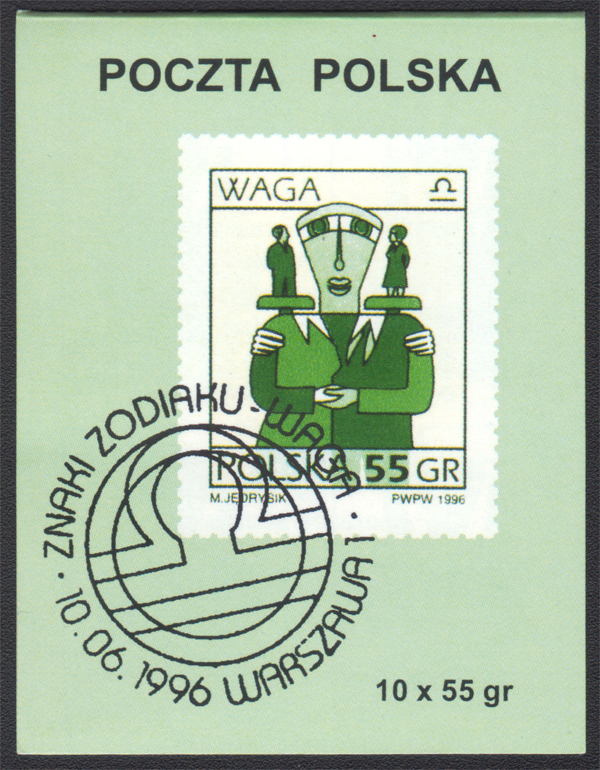 POCZTA POLSKA
WAGA ♎
POLSKA 55 GR
M. JEDRYSIK PWPW 1996
ZNAKI ZODIAKU - WAGA ·
· 10.06.1996 WARSZAWA 1 ·
10 x 55 gr